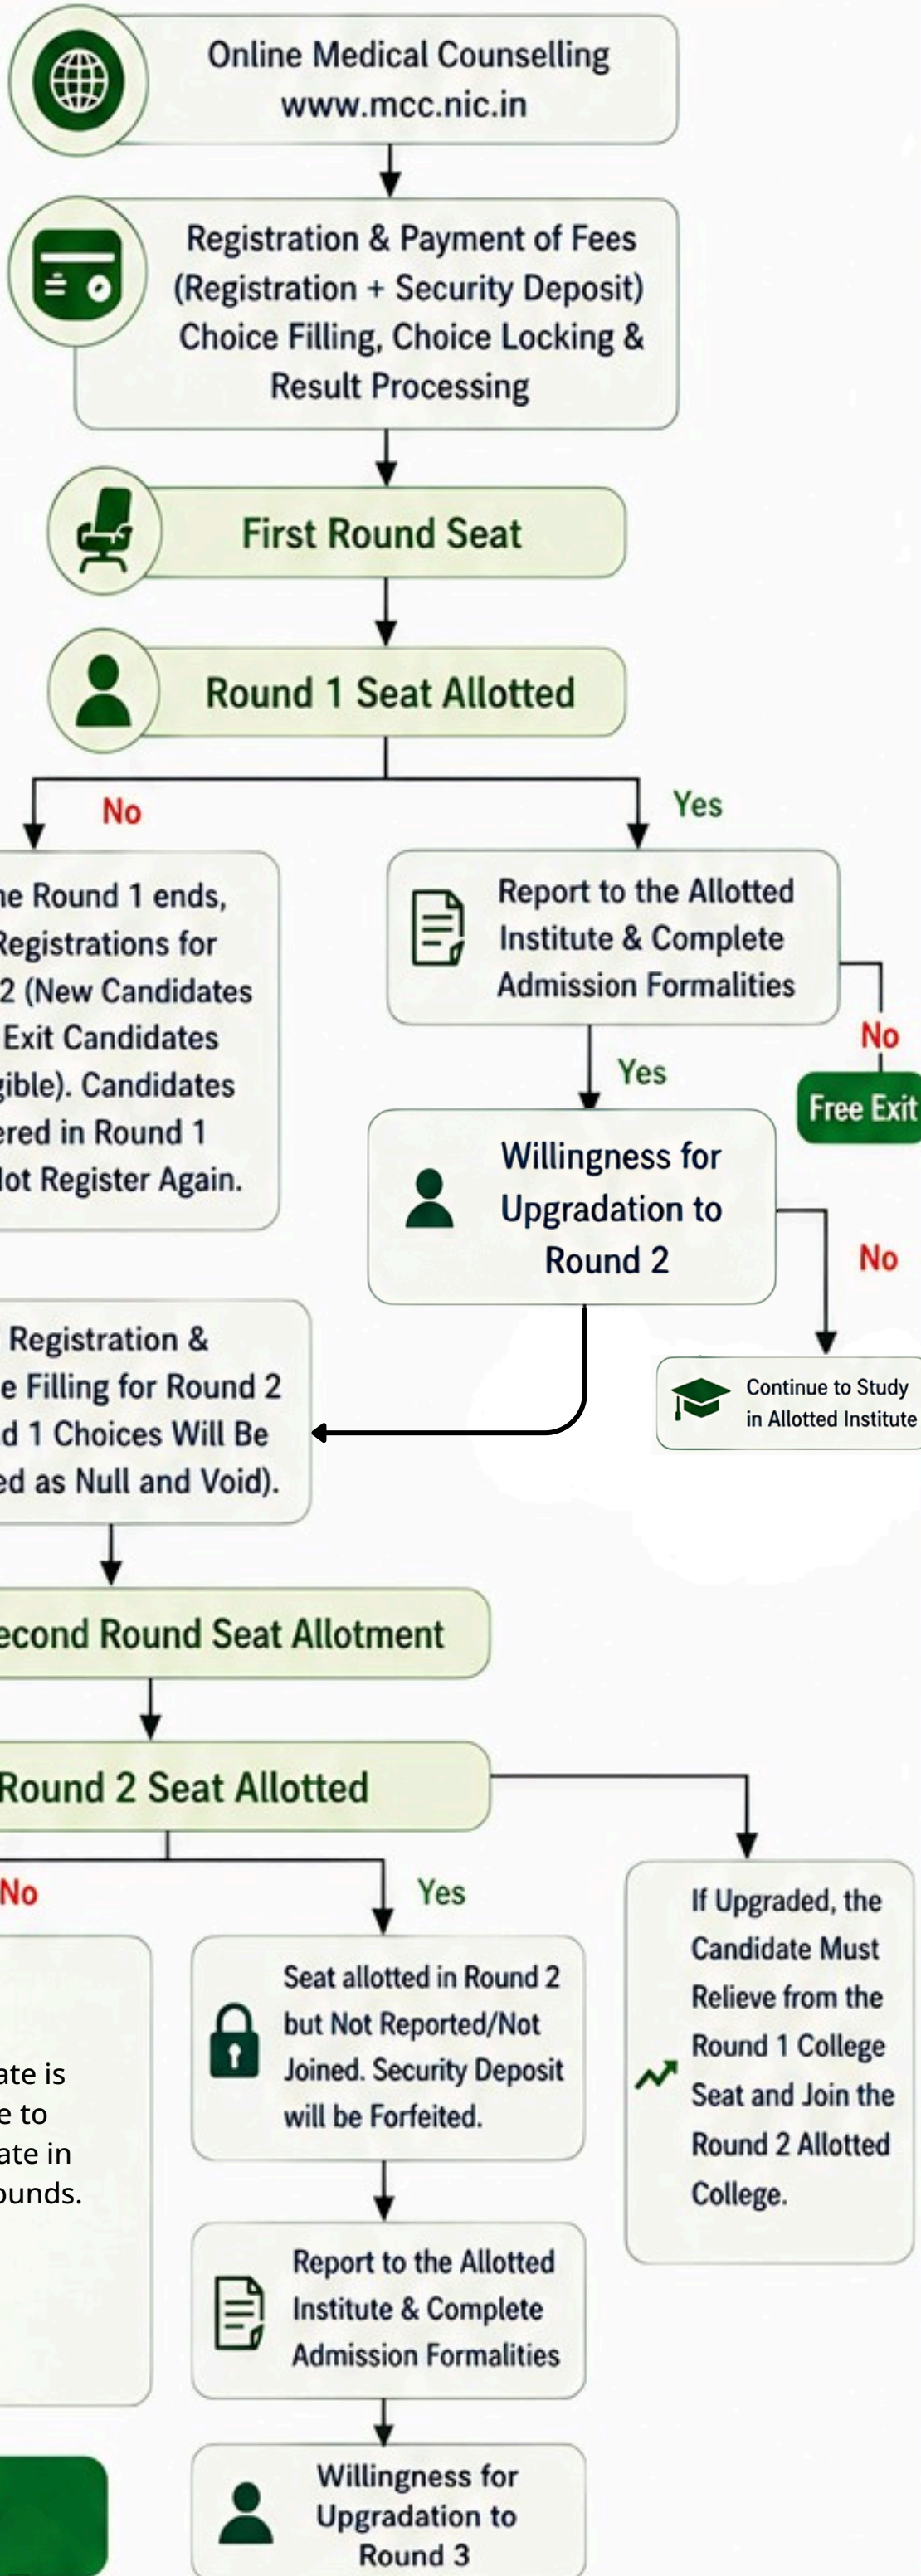 Online Medical Counselling
www.mcc.nic.in
Registration & Payment of Fees
(Registration + Security Deposit)
Choice Filling, Choice Locking &
Result Processing
First Round Seat
Round 1 Seat Allotted
No
Yes
Round 1 ends,
Registrations for
2 (New Candidates
Exit Candidates
Candidates
in Round 1
Register Again.
Report to the Allotted
Institute & Complete
Admission Formalities
No
Free Exit
Yes
Willingness for
Upgradation to
Round 2
No
Continue to Study
in Allotted Institute
Registration &
Filling for Round 2
1 Choices Will Be
as Null and Void).
Round Seat Allotment
Round 2 Seat Allotted
No
Yes
is
to
in
Seat allotted in Round 2
but Not Reported/Not
Joined. Security Deposit
will be Forfeited.
If Upgraded, the
Candidate Must
Relieve from the
Round 1 College
Seat and Join the
Round 2 Allotted
College.
Report to the Allotted
Institute & Complete
Admission Formalities
Willingness for
Upgradation to
Round 3